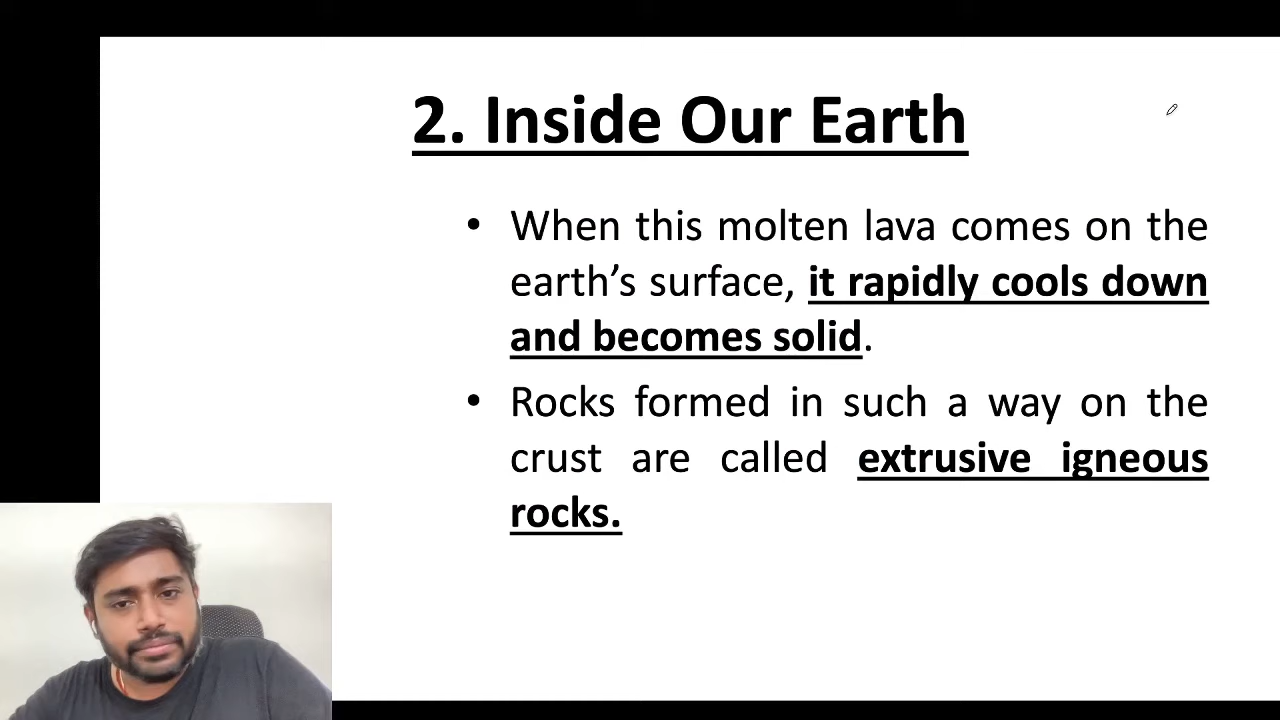 2. Inside Our Earth
• When this molten lava comes on the
earth’s surface, it rapidly cools down
and becomes solid.
• Rocks formed in such a way on the
crust are called extrusive igneous
rocks.